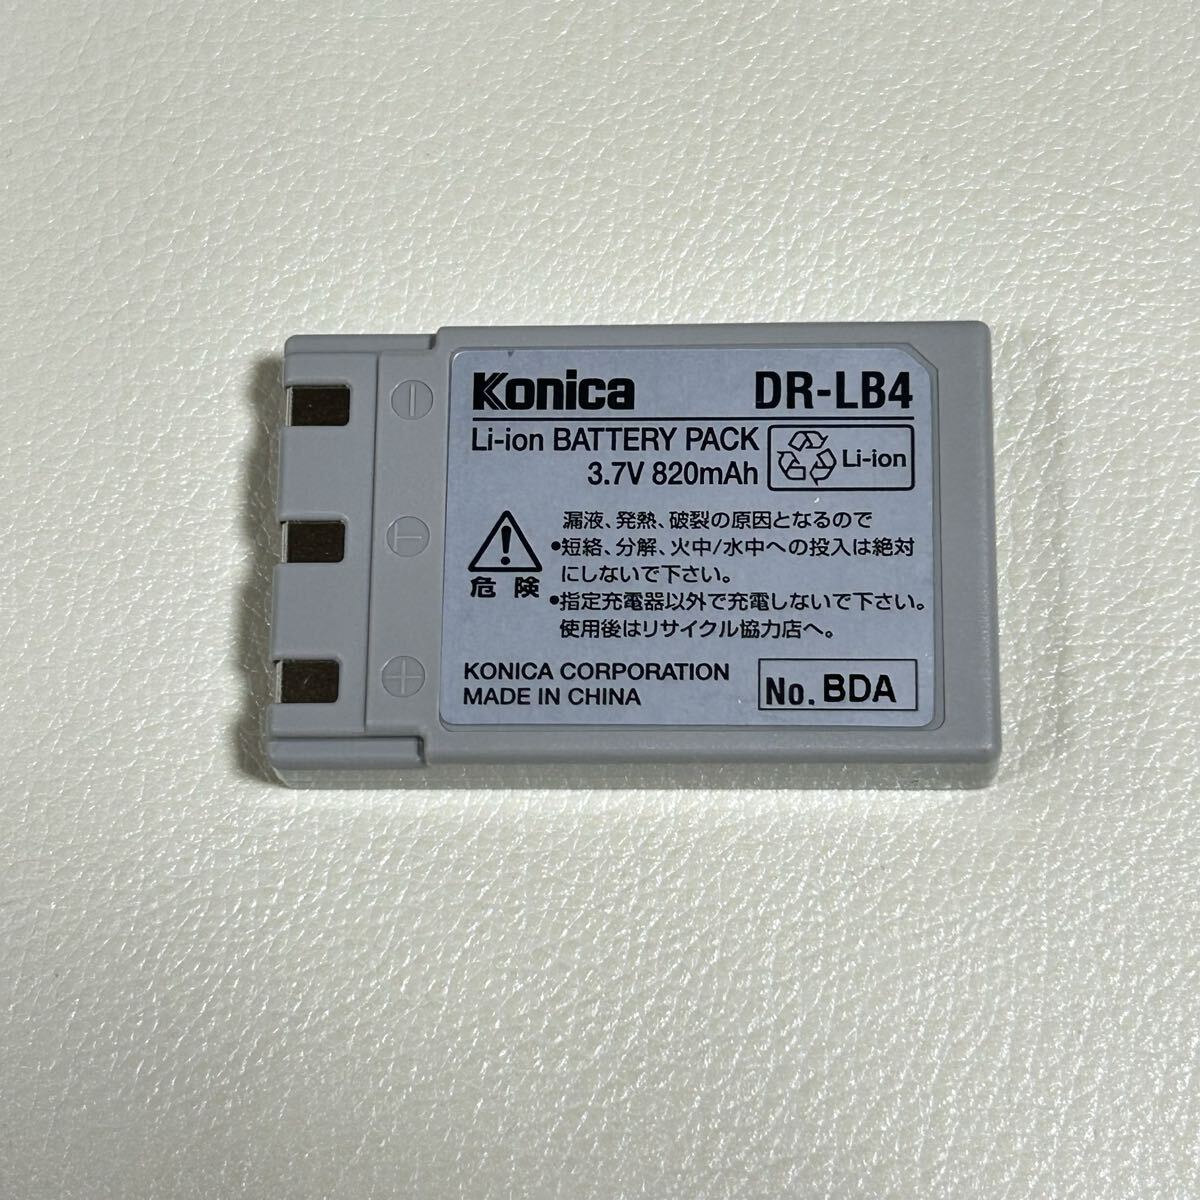 Konica DR-LB4
Li-ion BATTERY PACK
3.7V 820mAh
Li-ion
危険
漏液、発熱、破裂の原因となるので
•短絡、分解、火中/水中への投入は絶対
にしないで下さい。
•指定充電器以外で充電しないで下さい。
使用後はリサイクル協力店へ。
KONICA CORPORATION
MADE IN CHINA
No. BDA
− T +